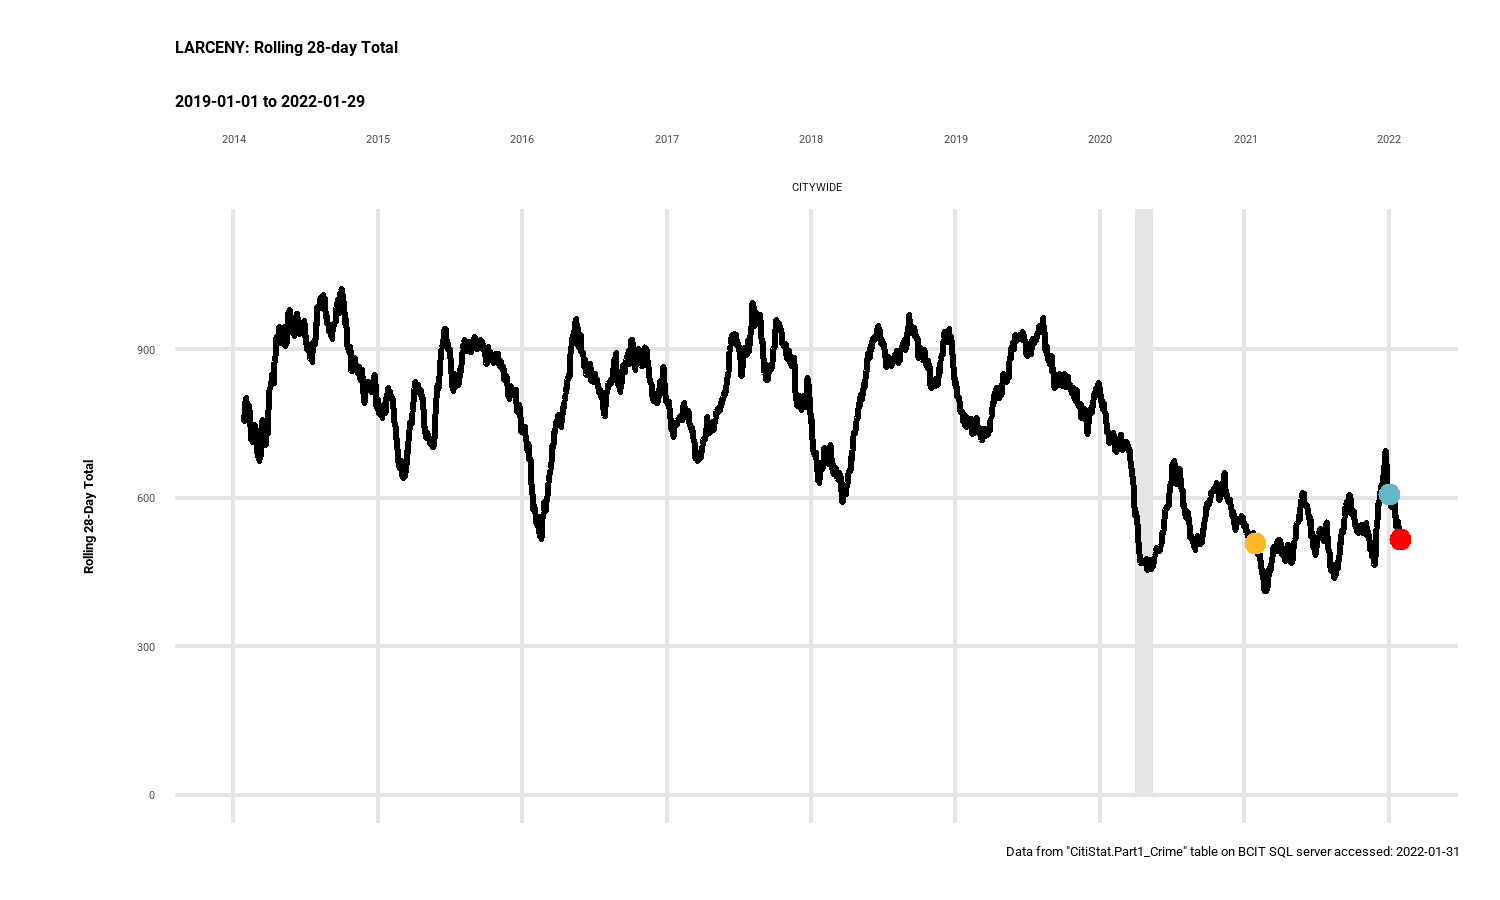 LARCENY: Rolling 28-day Total
2019-01-01 to 2022-01-29
2014 2015 2016 2017 2018 2019 2020 2021 2022
CITYWIDE
900
600
300
0
Rolling 28-Day Total
Data from "CitiStat.Part1_Crime" table on BCIT SQL server accessed: 2022-01-31